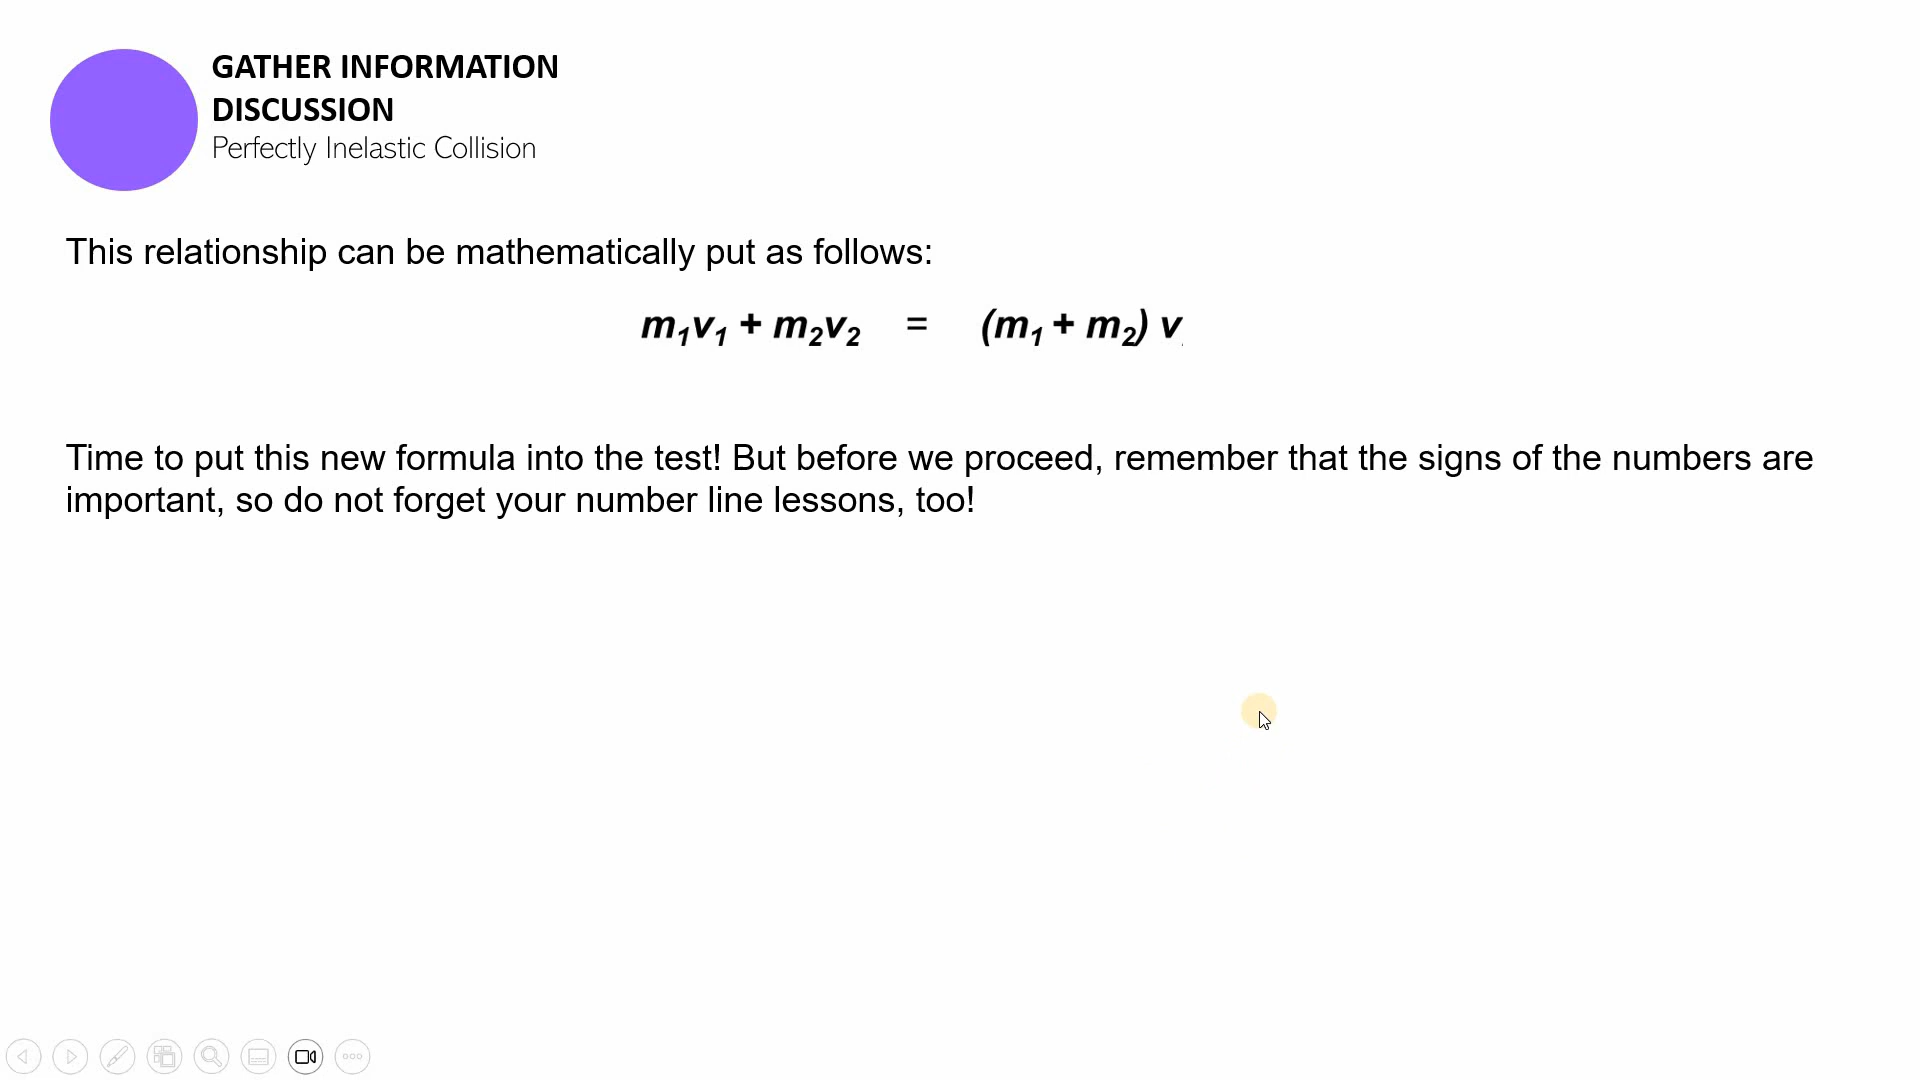 GATHER INFORMATION
DISCUSSION
Perfectly Inelastic Collision
This relationship can be mathematically put as follows:
m₁v₁ + m₂v₂ = (m₁ + m₂) v
Time to put this new formula into the test! But before we proceed, remember that the signs of the numbers are
important, so do not forget your number line lessons, too!